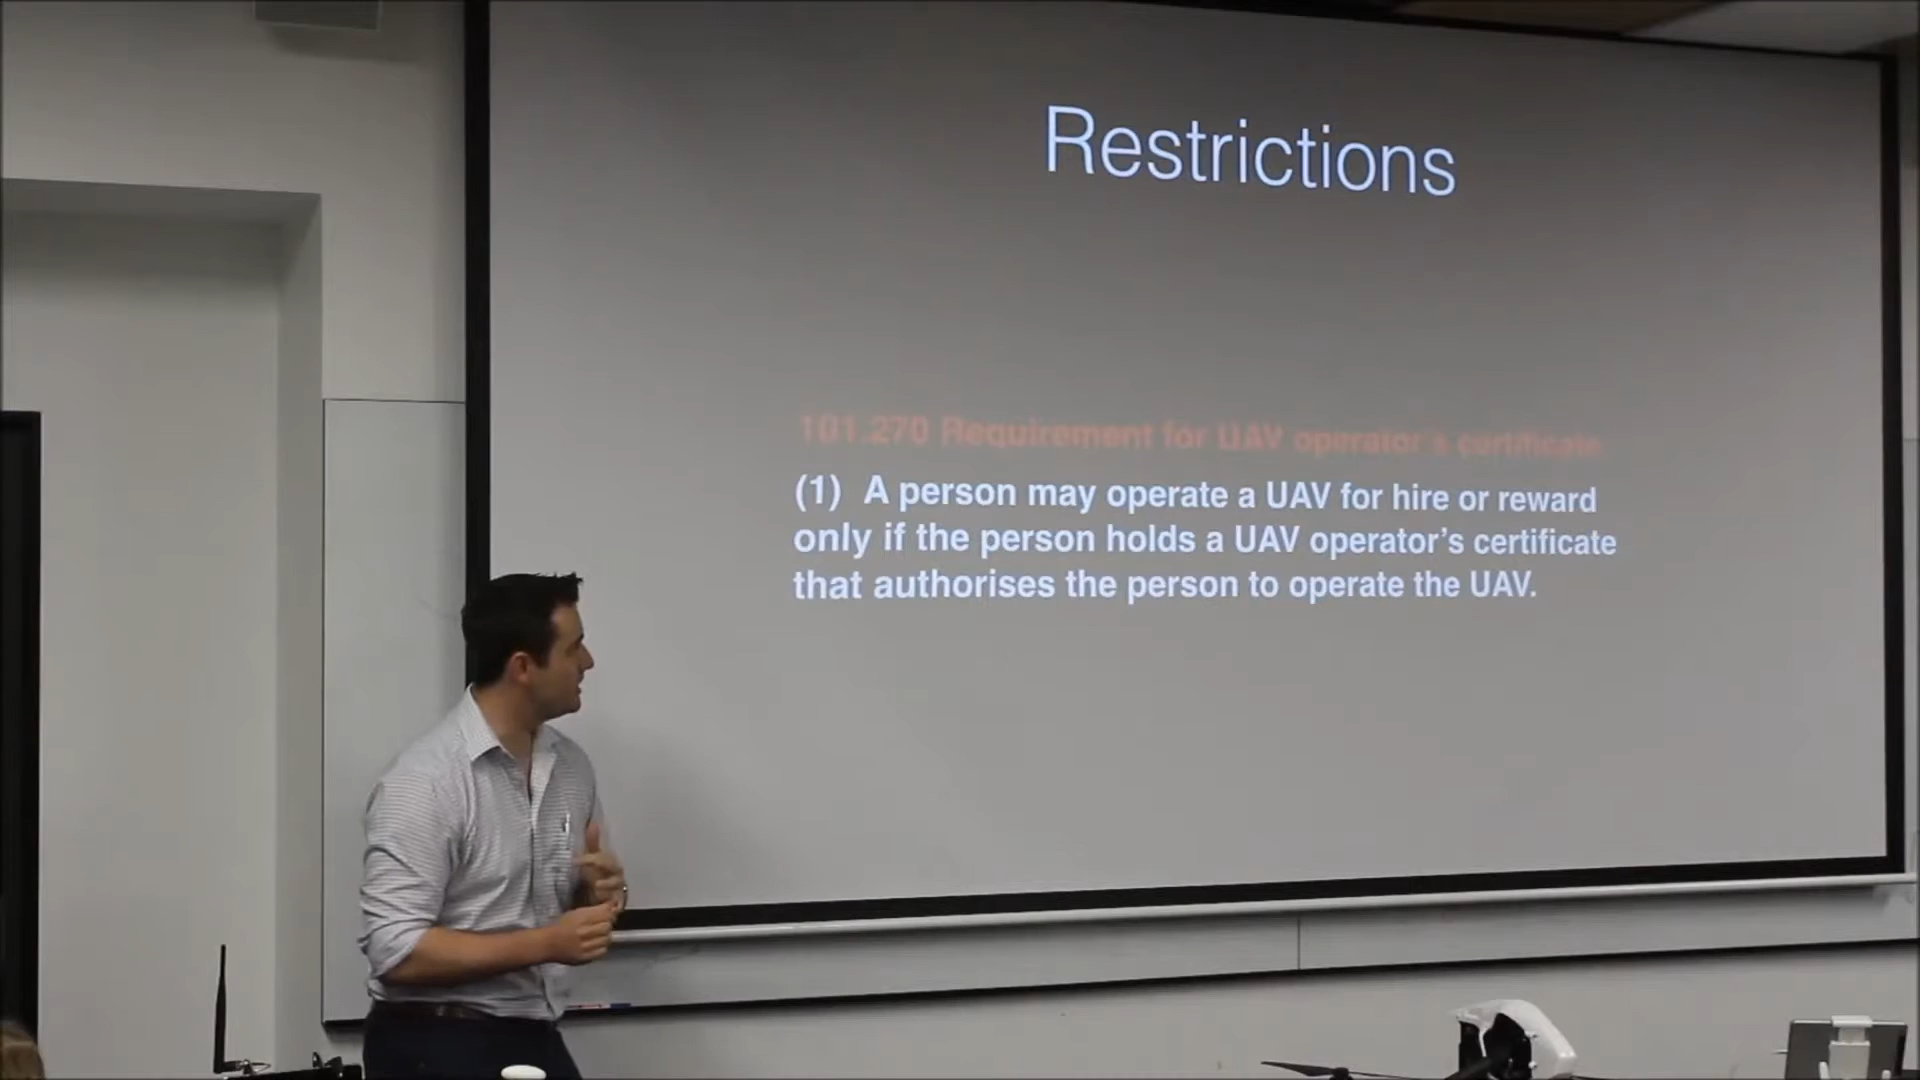 Restrictions
101.270 Requirement for UAV operator's certificate
(1) A person may operate a UAV for hire or reward
only if the person holds a UAV operator’s certificate
that authorises the person to operate the UAV.